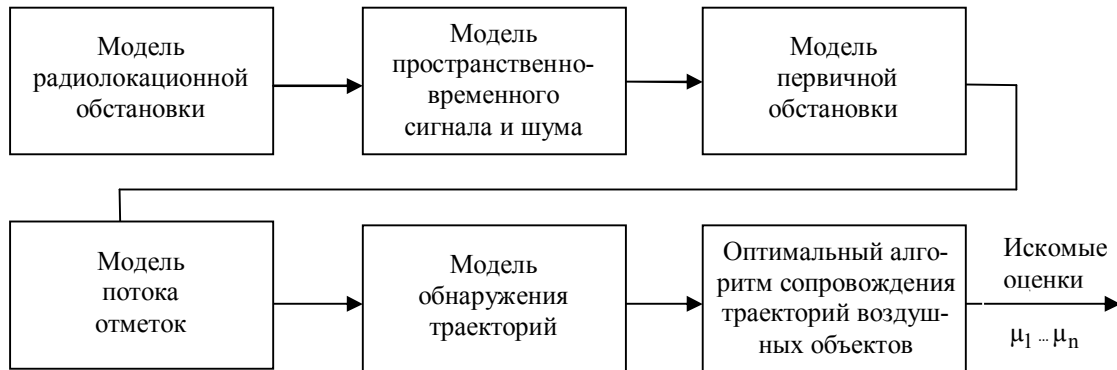 Модель
радиолокационной
обстановки
Модель
пространственно-
временного
сигнала и шума
Модель
первичной
обстановки
Модель
потока
отметок
Модель
обнаружения
траекторий
Оптимальный алго-
ритм сопровождения
траекторий воздуш-
ных объектов
Искомые
оценки
μ₁ ... μₙ